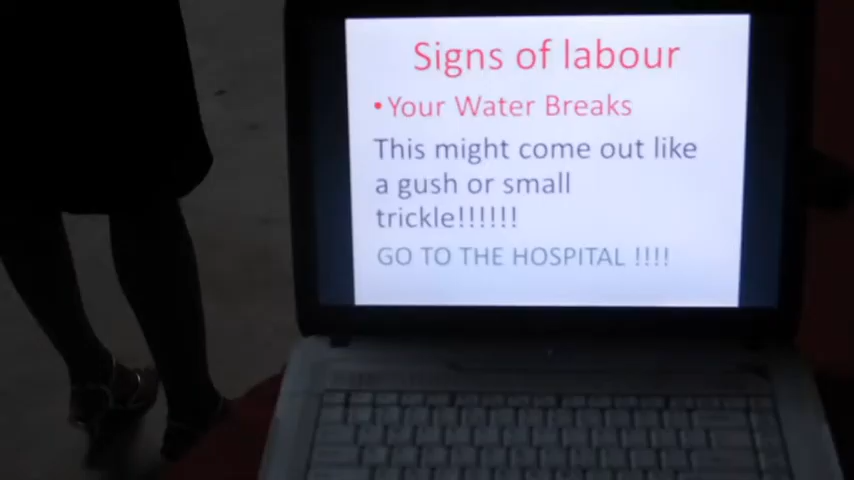 Signs of labour
•Your Water Breaks
This might come out like
a gush or small
trickle!!!!!!
GO TO THE HOSPITAL !!!!